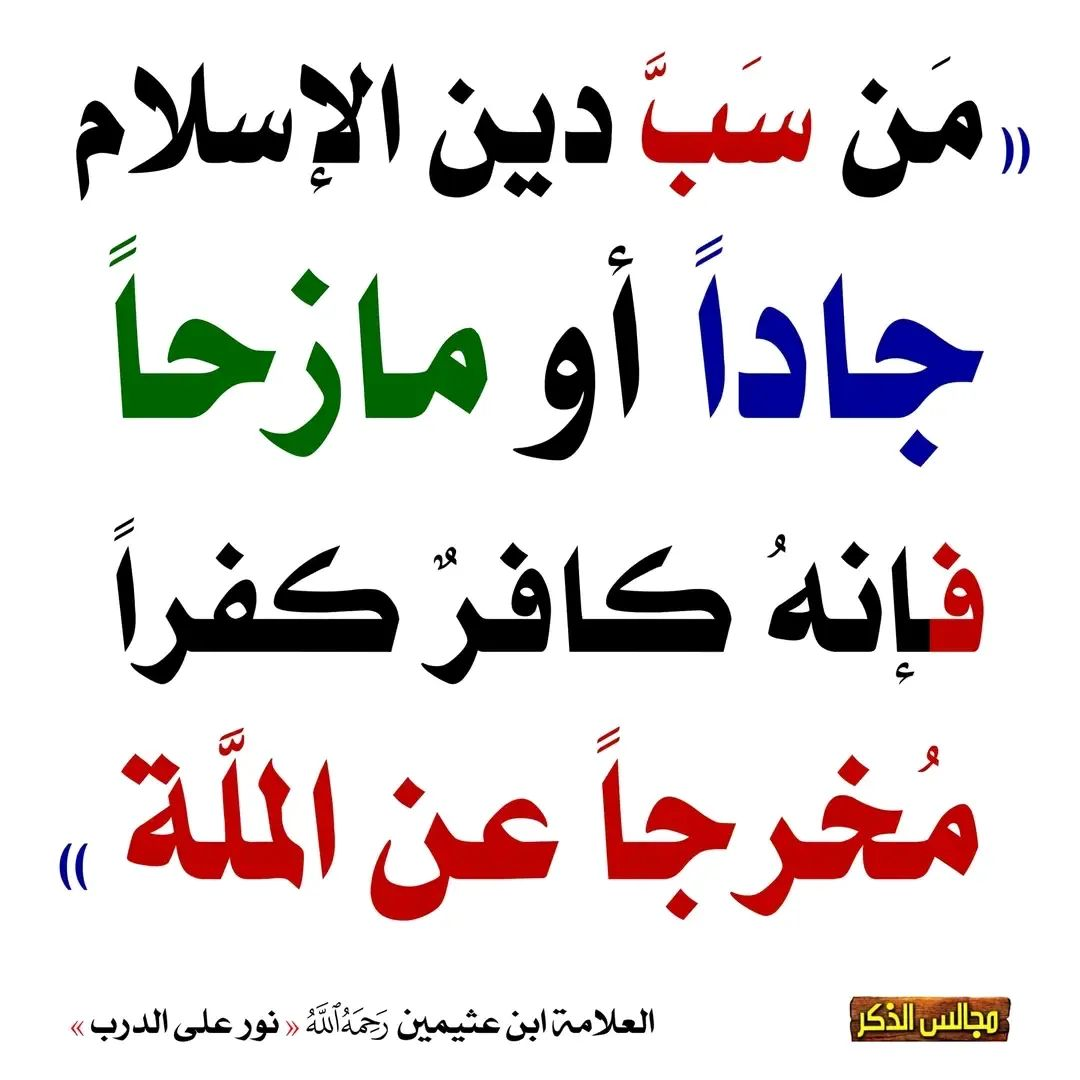 (( مَن سَبَّ دين الإسلام
جاداً أو مازحاً
فإنهُ كافرٌ كفراً
مُخرجاً عن الملَّة ))
العلامة ابن عثيمين رَحِمَهُ ٱللَّهُ « نور على الدرب »
مجالس الذكر